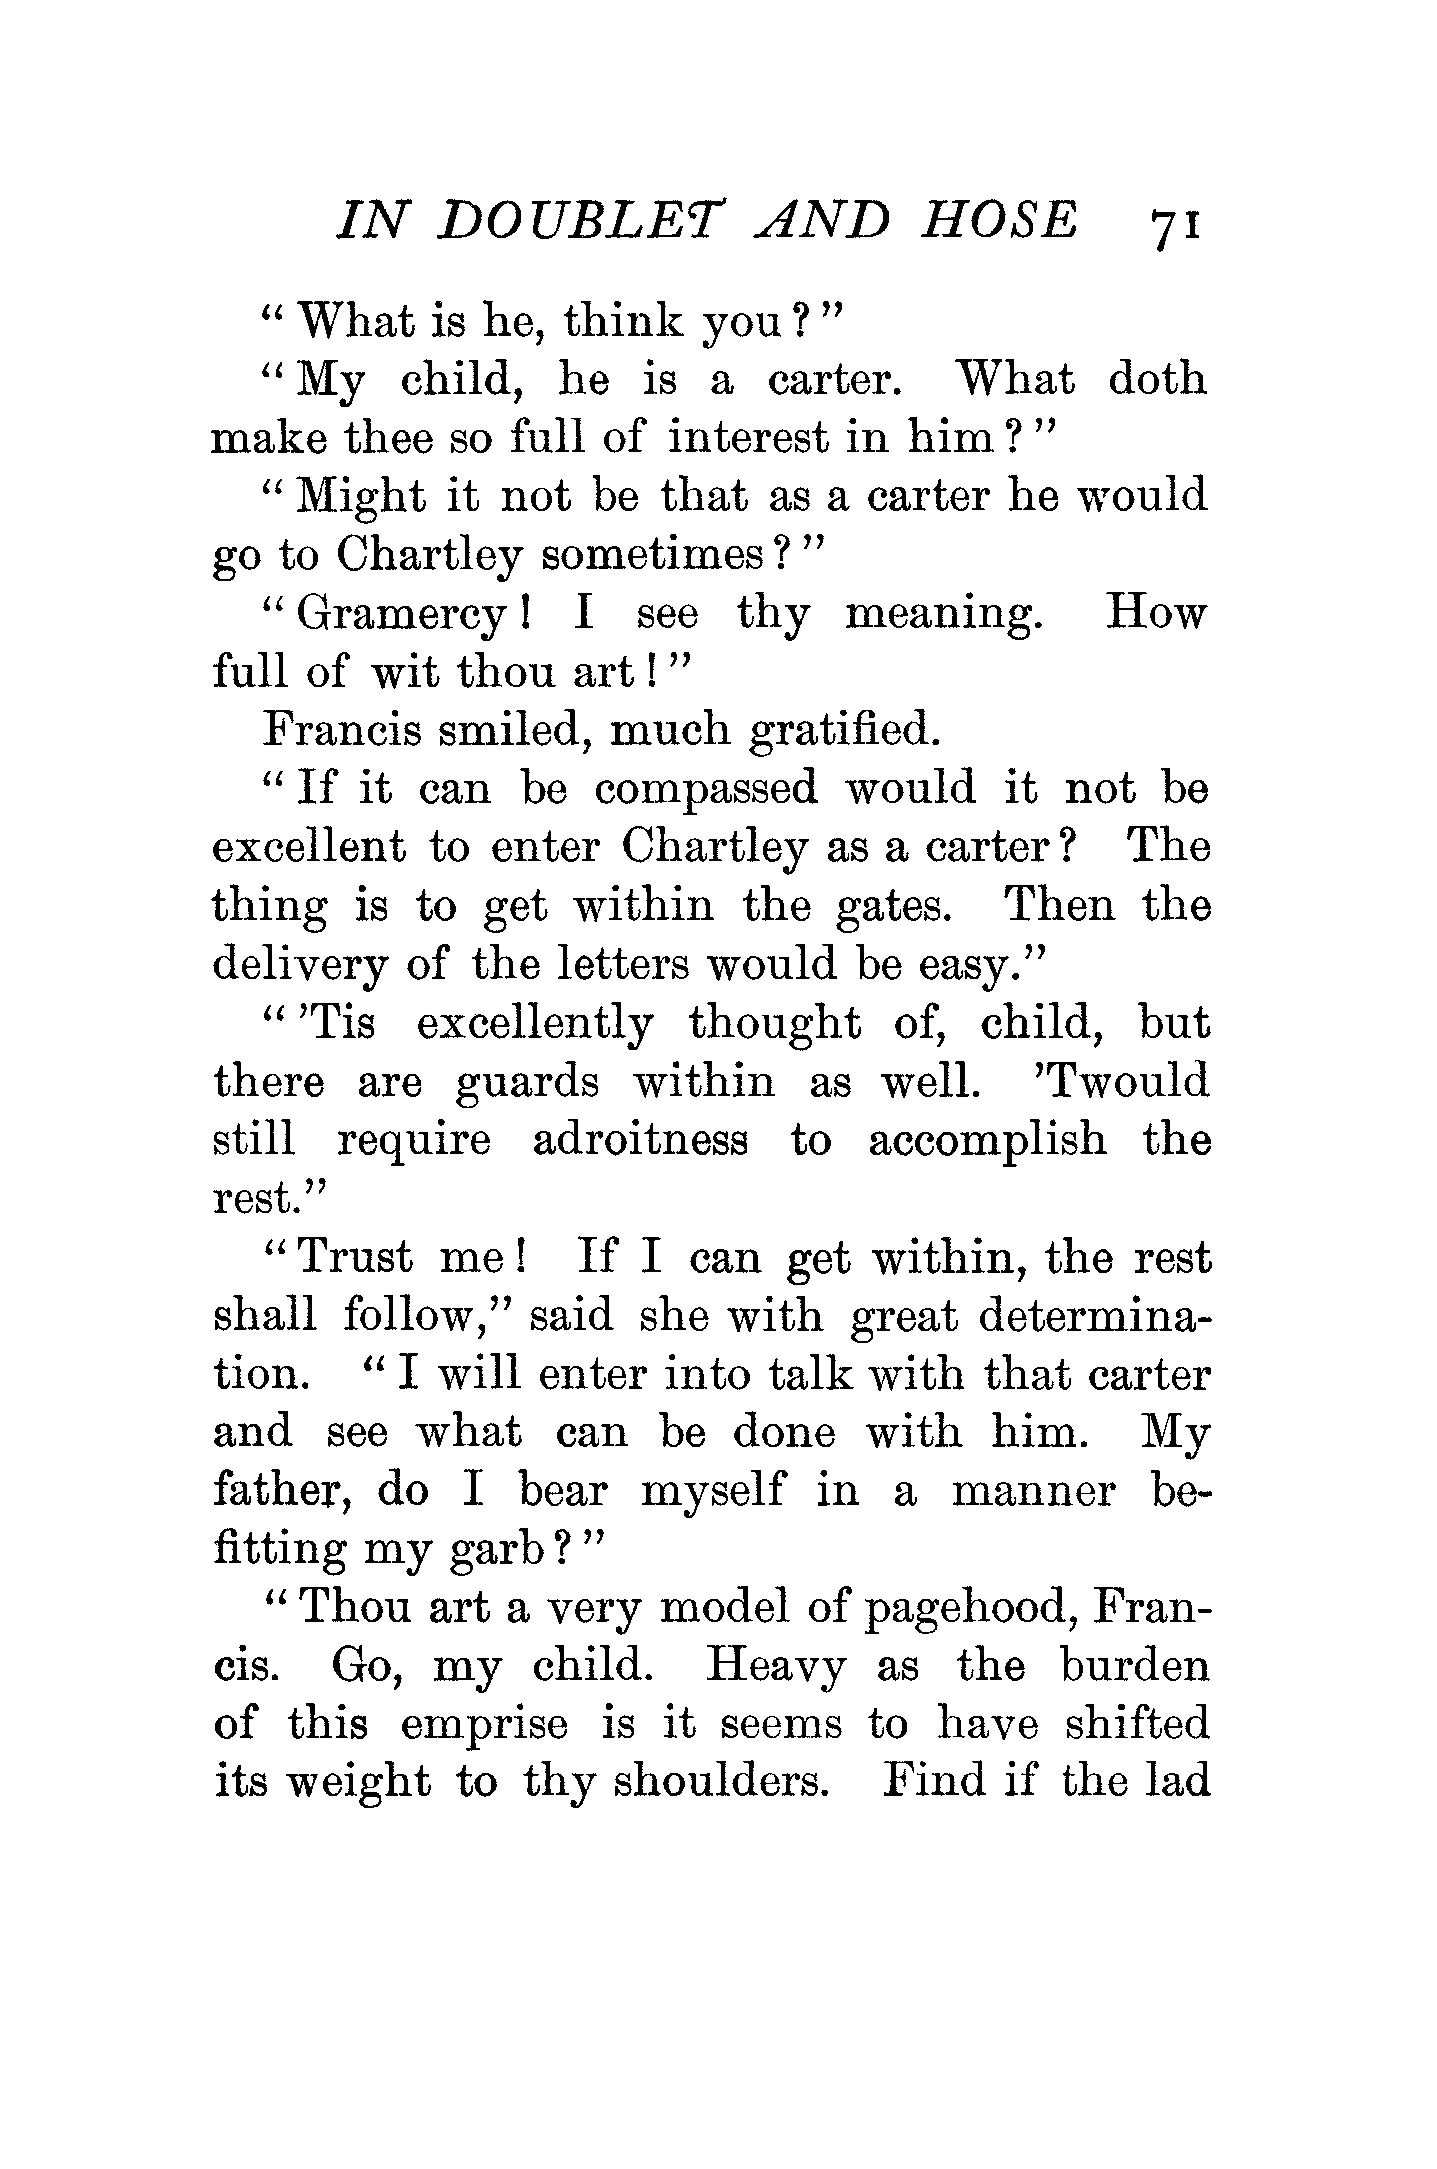 IN DOUBLET AND HOSE 71
“ What is he, think you ? ”
“ My child, he is a carter. What doth
make thee so full of interest in him ? ”
“ Might it not be that as a carter he would
go to Chartley sometimes ? ”
“ Gramercy ! I see thy meaning. How
full of wit thou art ! ”
Francis smiled, much gratified.
“ If it can be compassed would it not be
excellent to enter Chartley as a carter ? The
thing is to get within the gates. Then the
delivery of the letters would be easy.”
“ ’Tis excellently thought of, child, but
there are guards within as well. ’Twould
still require adroitness to accomplish the
rest.”
“ Trust me ! If I can get within, the rest
shall follow,” said she with great determina-
tion. “ I will enter into talk with that carter
and see what can be done with him. My
father, do I bear myself in a manner be-
fitting my garb ? ”
“ Thou art a very model of pagehood, Fran-
cis. Go, my child. Heavy as the burden
of this emprise is it seems to have shifted
its weight to thy shoulders. Find if the lad